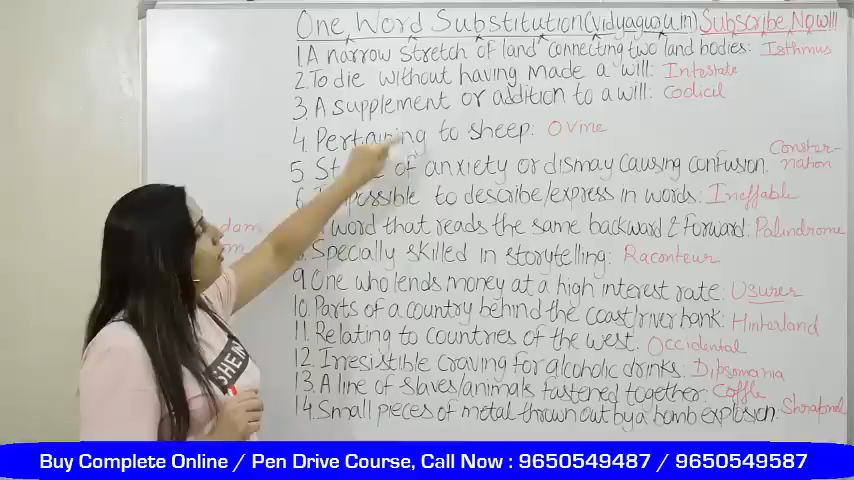 One Word Substitution(vidyaguru.in) Subscribe Now!!!
1. A narrow stretch of land connecting two land bodies: Isthmus
2. To die without having made a will: Intestate
3. A supplement or addition to a will: Codicil
4. Pertaining to sheep: Ovine
5. of anxiety or dismay causing confusion. Conster-
nation
6. to describe/express in words: Ineffable
word that reads the same backward & forward: Palindrome
8. Specially skilled in storytelling: Raconteur
9. One who lends money at a high interest rate: Usurer
10. Parts of a country behind the coast/river bank: Hinterland
11. Relating to countries of the west. Occidental
12. Irresistible craving for alcoholic drinks: Dipsomania
13. A line of slaves/animals fastened together: Coffle
14. Small pieces of metal thrown out by a bomb explosion. Shrapnel
Buy Complete Online / Pen Drive Course, Call Now : 9650549487 / 9650549587